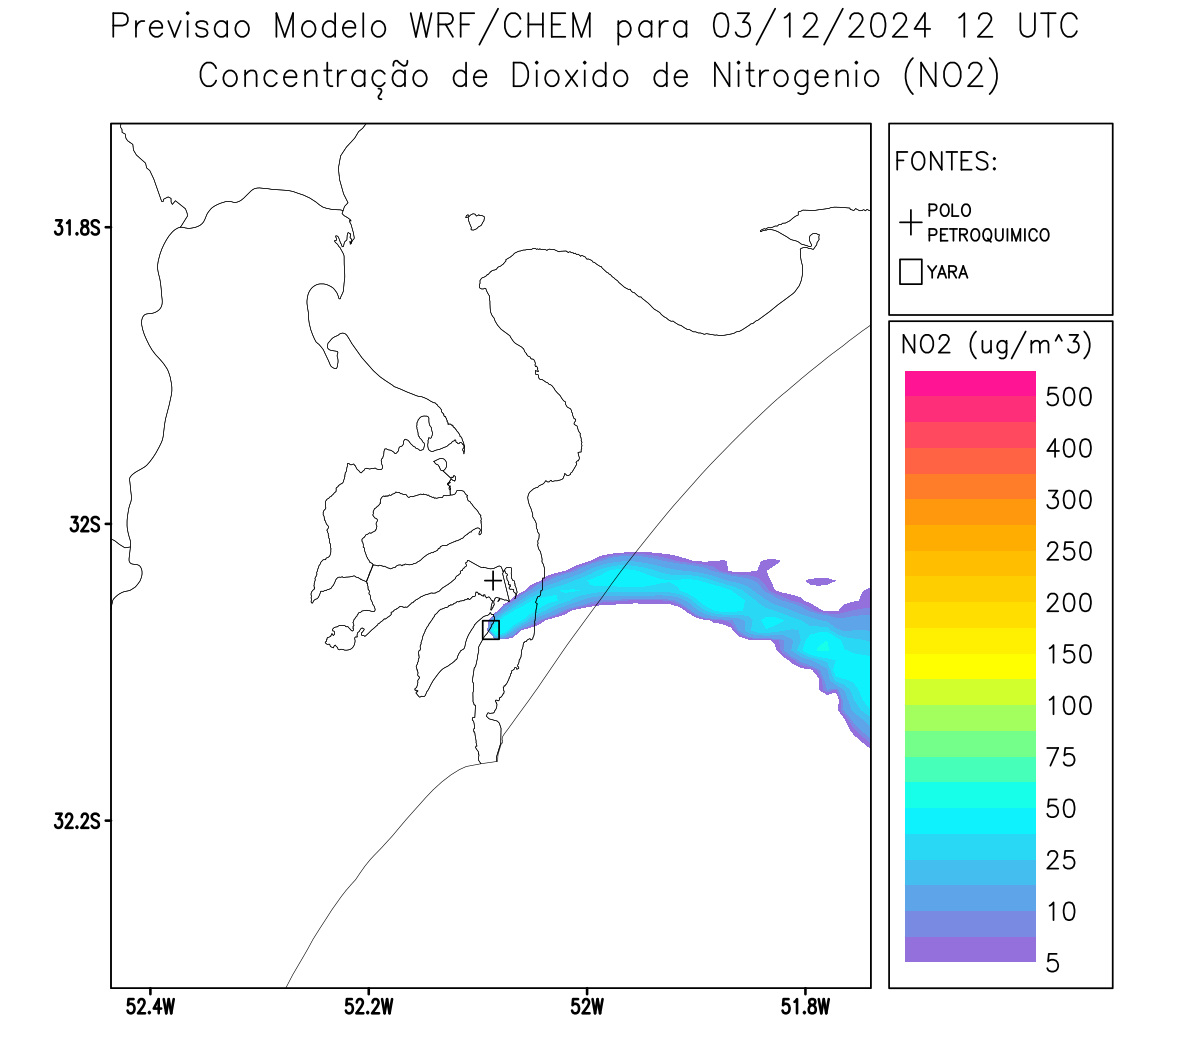 Previsao Modelo WRF/CHEM para 03/12/2024 12 UTC
Concentração de Dioxido de Nitrogenio (NO2)
FONTES:
POLO
PETROQUIMICO
YARA
NO2 (ug/m^3)
500
400
300
250
200
150
100
75
50
25
10
5
31.8S
32S
32.2S
52.4W
52.2W
52W
51.8W